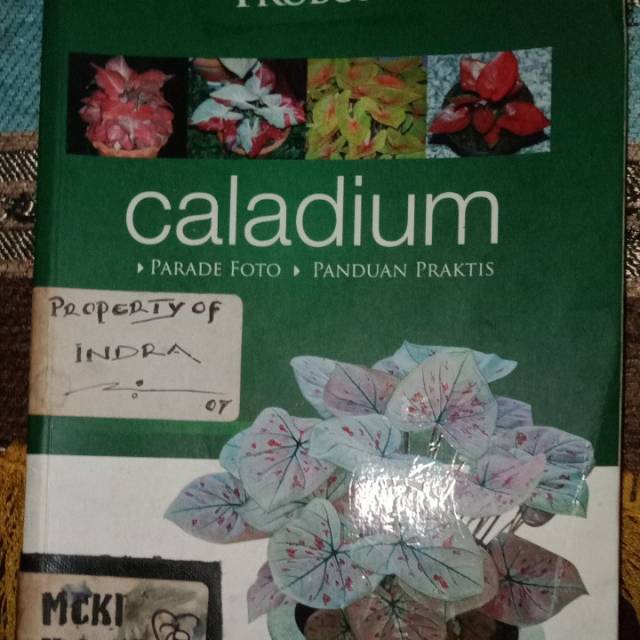 caladium
PARADE FOTO PANDUAN PRAKTIS
PROPERTY OF
INDRA
07
MCKI